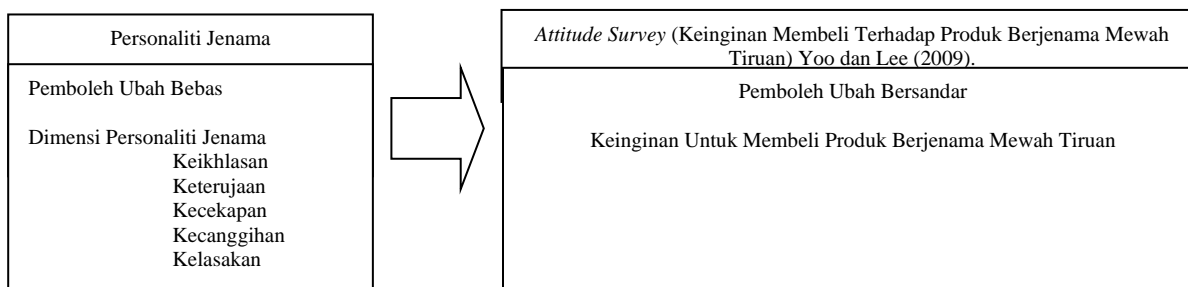 Personaliti Jenama
Pemboleh Ubah Bebas
Dimensi Personaliti Jenama
Keikhlasan
Keterujaan
Kecekapan
Kecanggihan
Kelasakan
Attitude Survey (Keinginan Membeli Terhadap Produk Berjenama Mewah
Tiruan) Yoo dan Lee (2009).
Pemboleh Ubah Bersandar
Keinginan Untuk Membeli Produk Berjenama Mewah Tiruan